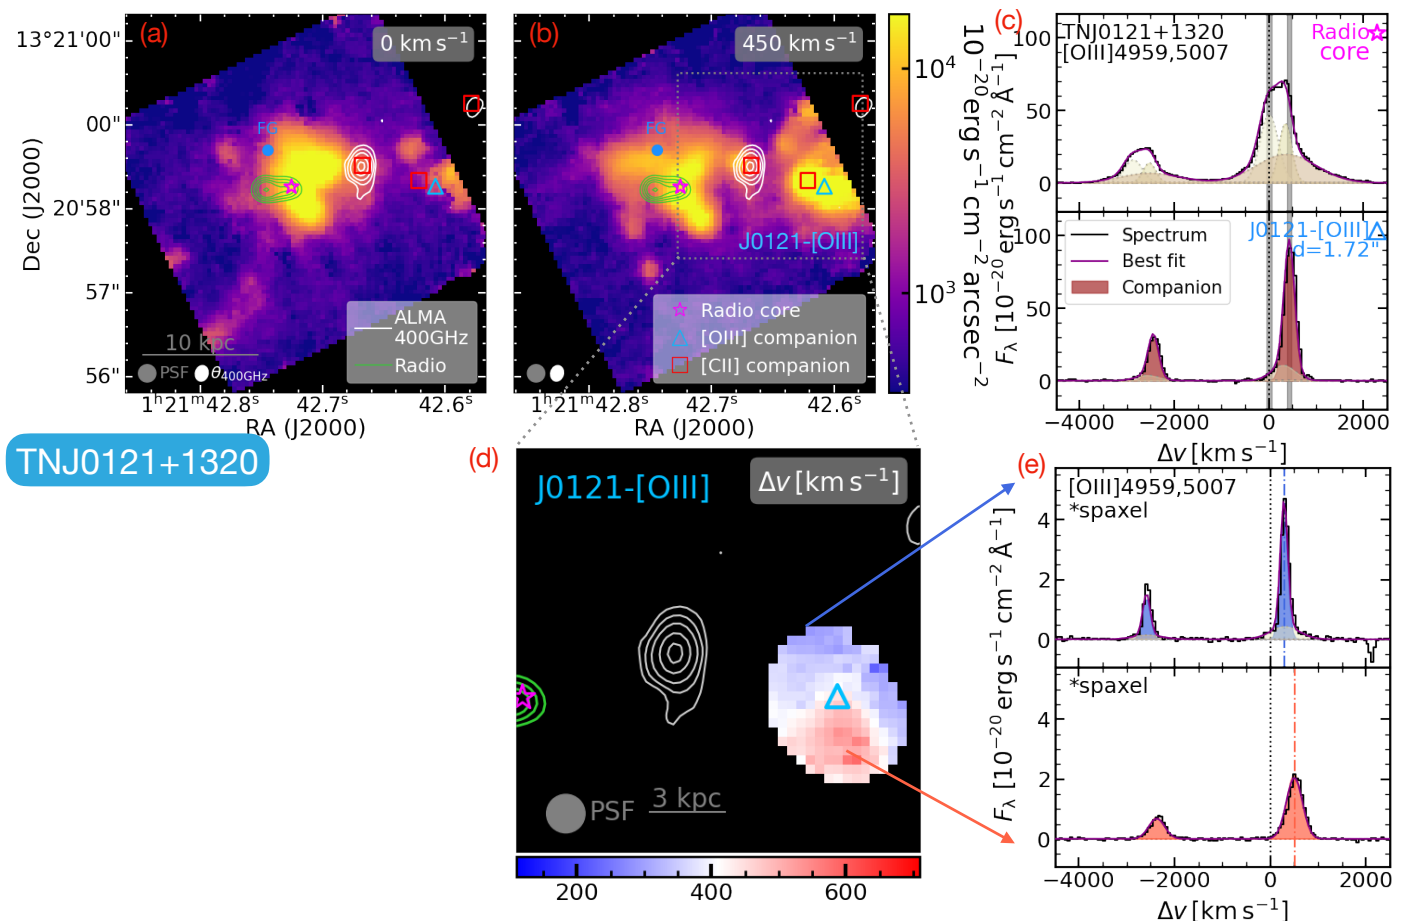 (a)
0 km s⁻¹
13°21'00"
00"
20'58"
57"
56"
Dec (J2000)
FG
10 kpc
PSF
θ400GHz
ALMA
400GHz
Radio
1ʰ21ᵐ42.8ˢ
42.7ˢ
42.6ˢ
RA (J2000)
(b)
450 km s⁻¹
FG
J0121-[OIII]
Radio core
[OIII] companion
[CII] companion
1ʰ21ᵐ42.8ˢ
42.7ˢ
42.6ˢ
RA (J2000)
10⁴
10³
10⁻²⁰ erg s⁻¹ cm⁻² arcsec⁻²
(c)
TNJ0121+1320
[OIII]4959,5007
Radio
core
100
50
0
J0121-[OIII]
d=1.72"
Spectrum
Best fit
Companion
100
50
0
Fλ [10⁻²⁰ erg s⁻¹ cm⁻² Å⁻¹]
−4000
−2000
0
2000
Δv [km s⁻¹]
TNJ0121+1320
(d)
J0121-[OIII]
Δv [km s⁻¹]
PSF
3 kpc
200
400
600
(e)
[OIII]4959,5007
*spaxel
4
2
0
*spaxel
4
2
0
Fλ [10⁻²⁰ erg s⁻¹ cm⁻² Å⁻¹]
−4000
−2000
0
2000
Δv [km s⁻¹]